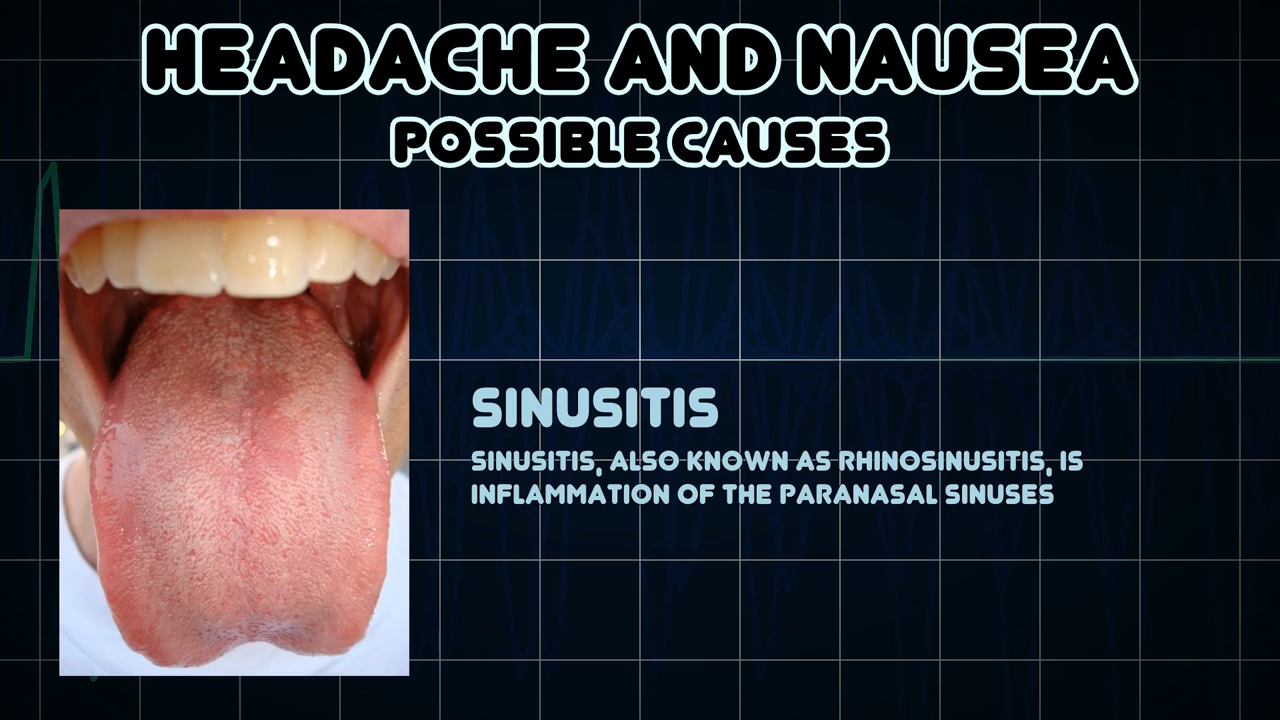 HEADACHE AND NAUSEA
POSSIBLE CAUSES
SINUSITIS
SINUSITIS, ALSO KNOWN AS RHINOSINUSITIS, IS
INFLAMMATION OF THE PARANASAL SINUSES